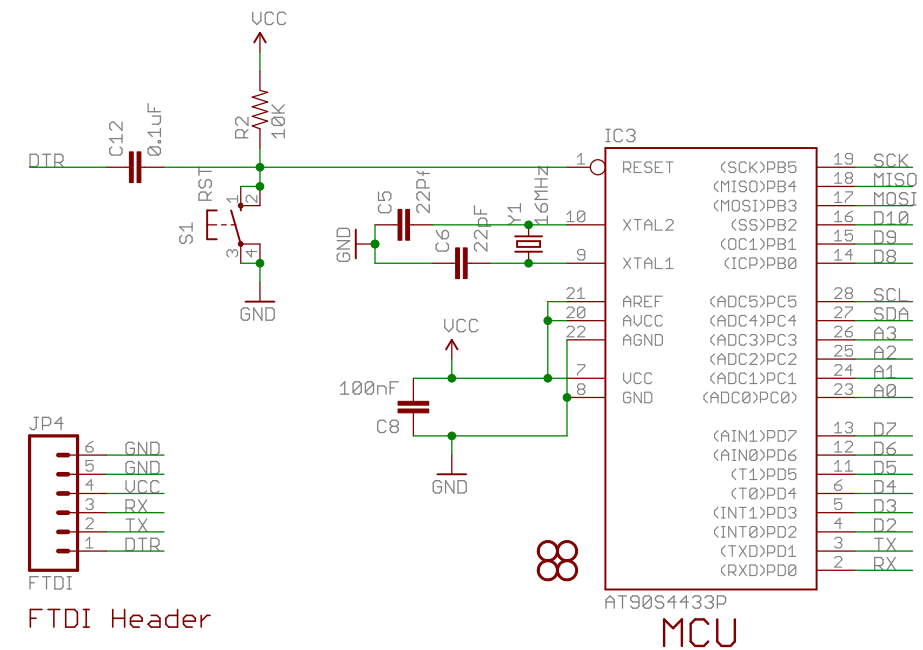 VCC
R2
10K
C12
0.1uF
DTR
RST
1
2
S1
3
4
GND
IC3
1
RESET
(SCK)PB5
19
SCK
(MISO)PB4
18
MISO
(MOSI)PB3
17
MOSI
10
XTAL2
(SS)PB2
16
D10
(OC1)PB1
15
D9
9
XTAL1
(ICP)PB0
14
D8
GND
C5
22Pf
C6
22pF
Y1
16MHz
21
AREF
(ADC5)PC5
28
SCL
20
AVCC
(ADC4)PC4
27
SDA
22
AGND
(ADC3)PC3
26
A3
(ADC2)PC2
25
A2
7
VCC
(ADC1)PC1
24
A1
8
GND
(ADC0)PC0)
23
A0
VCC
100nF
C8
GND
(AIN1)PD7
13
D7
(AIN0)PD6
12
D6
(T1)PD5
11
D5
(T0)PD4
6
D4
(INT1)PD3
5
D3
(INT0)PD2
4
D2
(TXD)PD1
3
TX
(RXD)PD0
2
RX
AT90S4433P
MCU
JP4
6
GND
5
GND
4
VCC
3
RX
2
TX
1
DTR
FTDI
FTDI Header